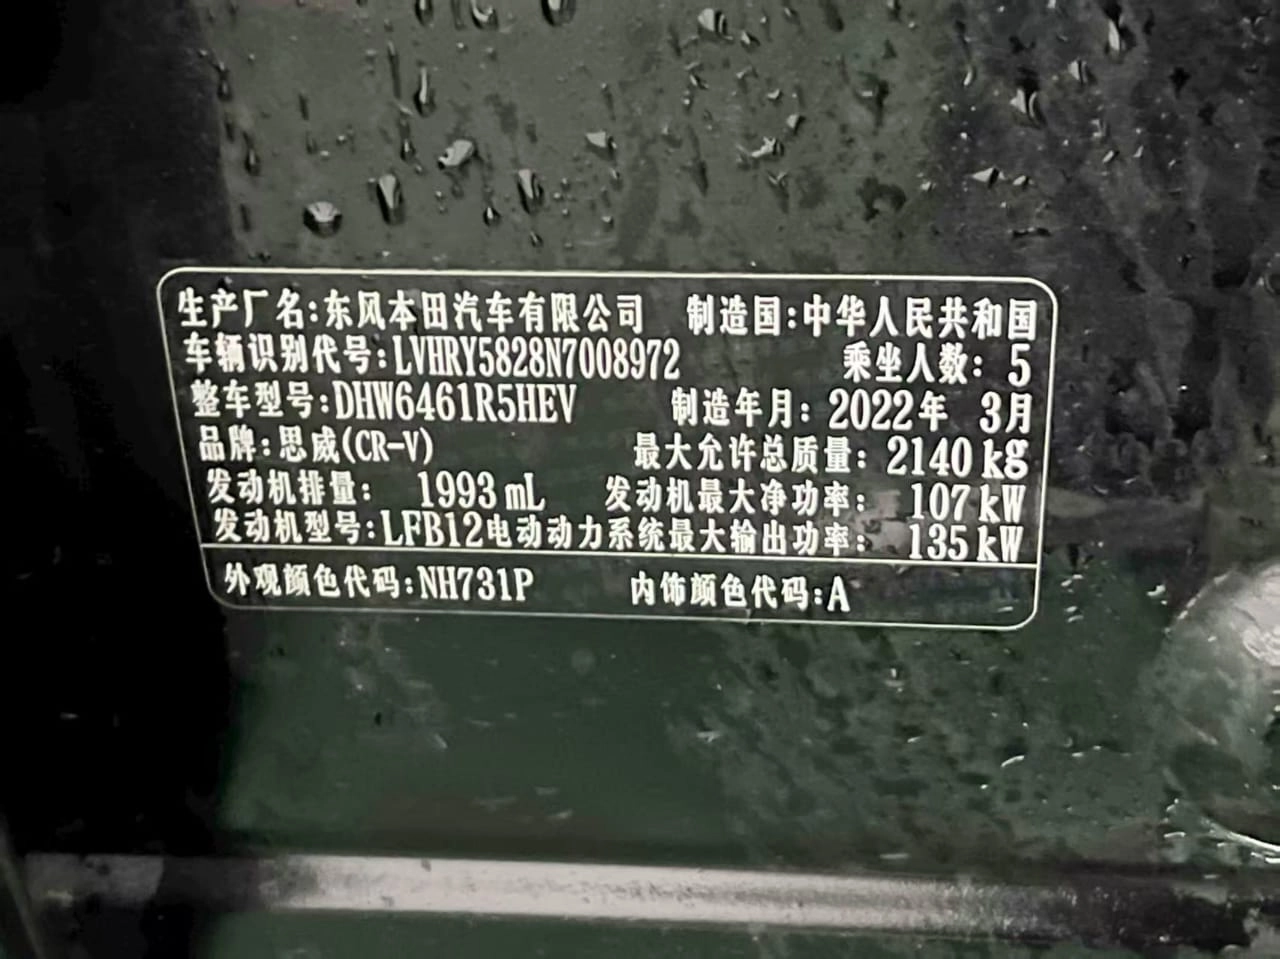 生产厂名:东风本田汽车有限公司 制造国:中华人民共和国
车辆识别代号:LVHRY5828N7008972 乘坐人数: 5
整车型号:DHW6461R5HEV 制造年月: 2022年 3月
品牌:思威(CR-V) 最大允许总质量: 2140 kg
发动机排量: 1993 mL 发动机最大净功率: 107 kW
发动机型号:LFB12电动动力系统最大输出功率: 135 kW
外观颜色代码:NH731P 内饰颜色代码:A